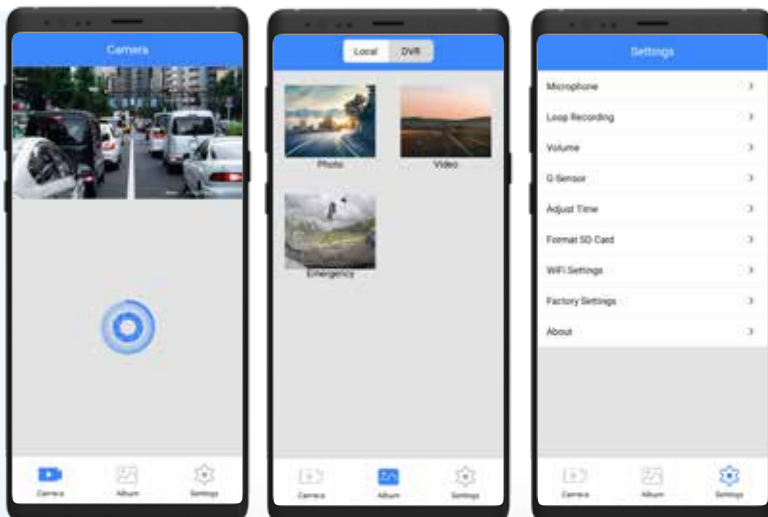 Camera
Camera
Album
Settings
Local
DVR
Photo
Video
Emergency
Camera
Album
Settings
Settings
Microphone
Loop Recording
Volume
G-Sensor
Adjust Time
Format SD Card
WiFi Settings
Factory Settings
About
Camera
Album
Settings